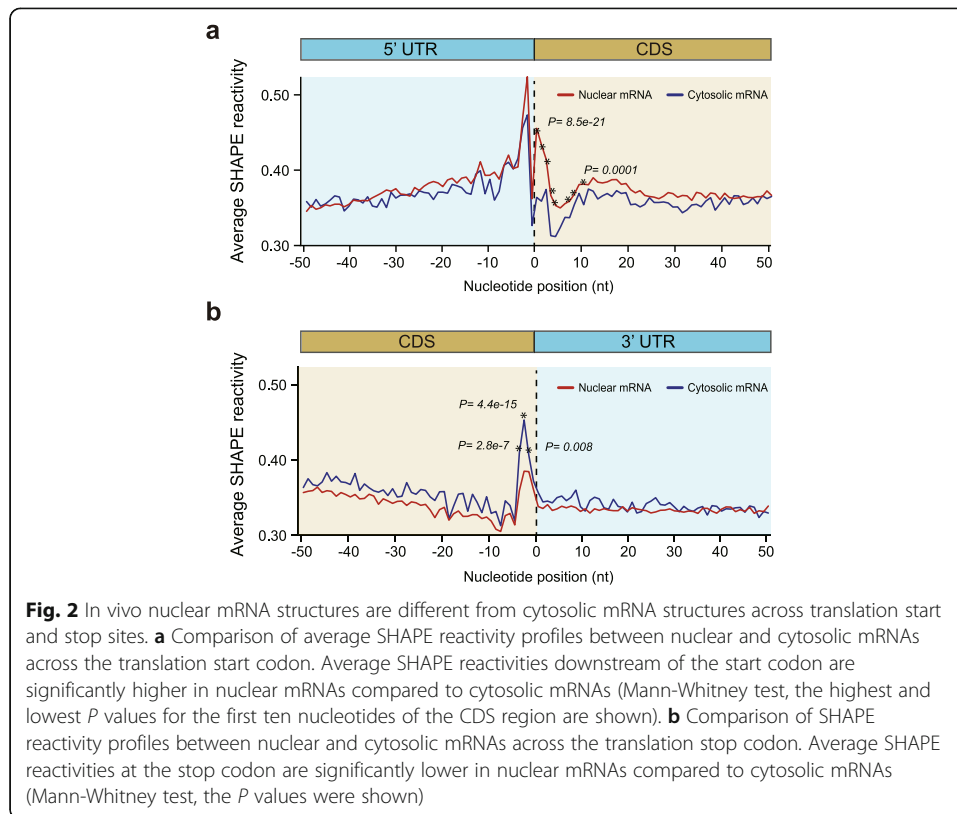 a
5' UTR CDS
Average SHAPE reactivity
0.50
0.40
0.30
Nuclear mRNA Cytosolic mRNA
P= 8.5e-21
P= 0.0001
-50 -40 -30 -20 -10 0 10 20 30 40 50
Nucleotide position (nt)
b
CDS 3' UTR
Average SHAPE reactivity
0.50
0.40
0.30
Nuclear mRNA Cytosolic mRNA
P= 4.4e-15
P= 2.8e-7 P= 0.008
-50 -40 -30 -20 -10 0 10 20 30 40 50
Nucleotide position (nt)
Fig. 2 In vivo nuclear mRNA structures are different from cytosolic mRNA structures across translation start
and stop sites. a Comparison of average SHAPE reactivity profiles between nuclear and cytosolic mRNAs
across the translation start codon. Average SHAPE reactivities downstream of the start codon are
significantly higher in nuclear mRNAs compared to cytosolic mRNAs (Mann-Whitney test, the highest and
lowest P values for the first ten nucleotides of the CDS region are shown). b Comparison of SHAPE
reactivity profiles between nuclear and cytosolic mRNAs across the translation stop codon. Average SHAPE
reactivities at the stop codon are significantly lower in nuclear mRNAs compared to cytosolic mRNAs
(Mann-Whitney test, the P values were shown)